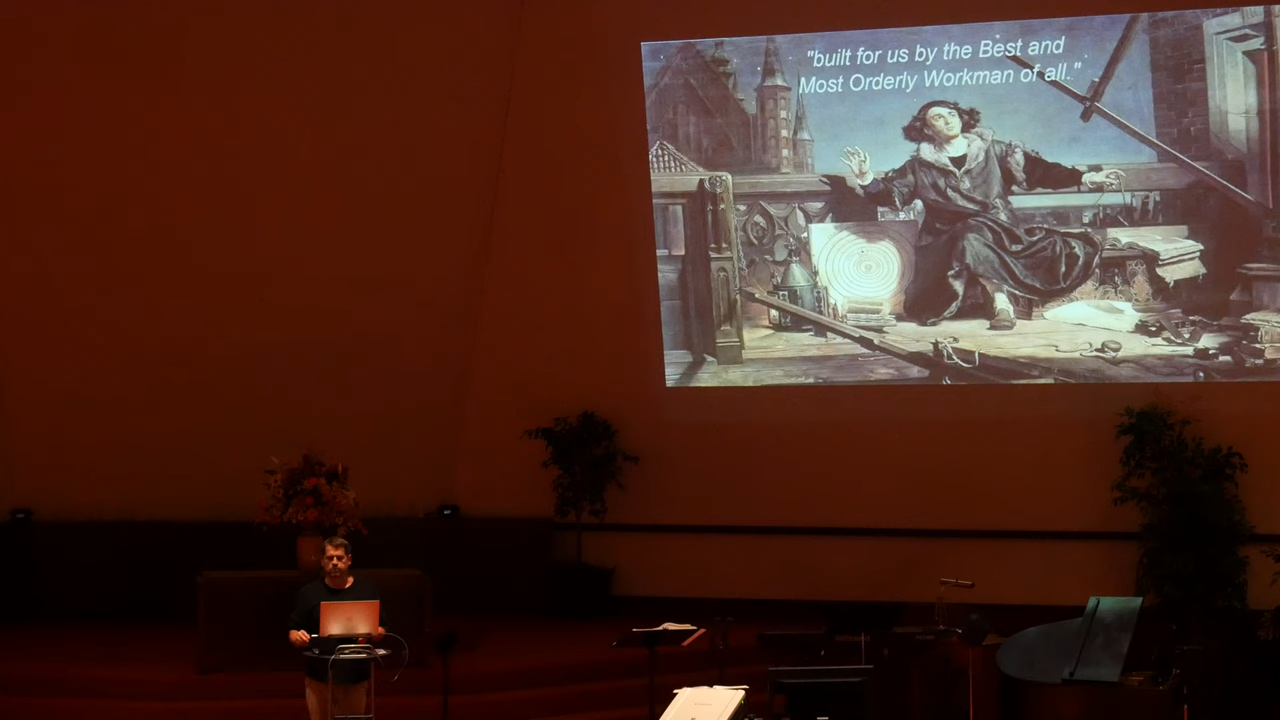 "built for us by the Best and
Most Orderly Workman of all."